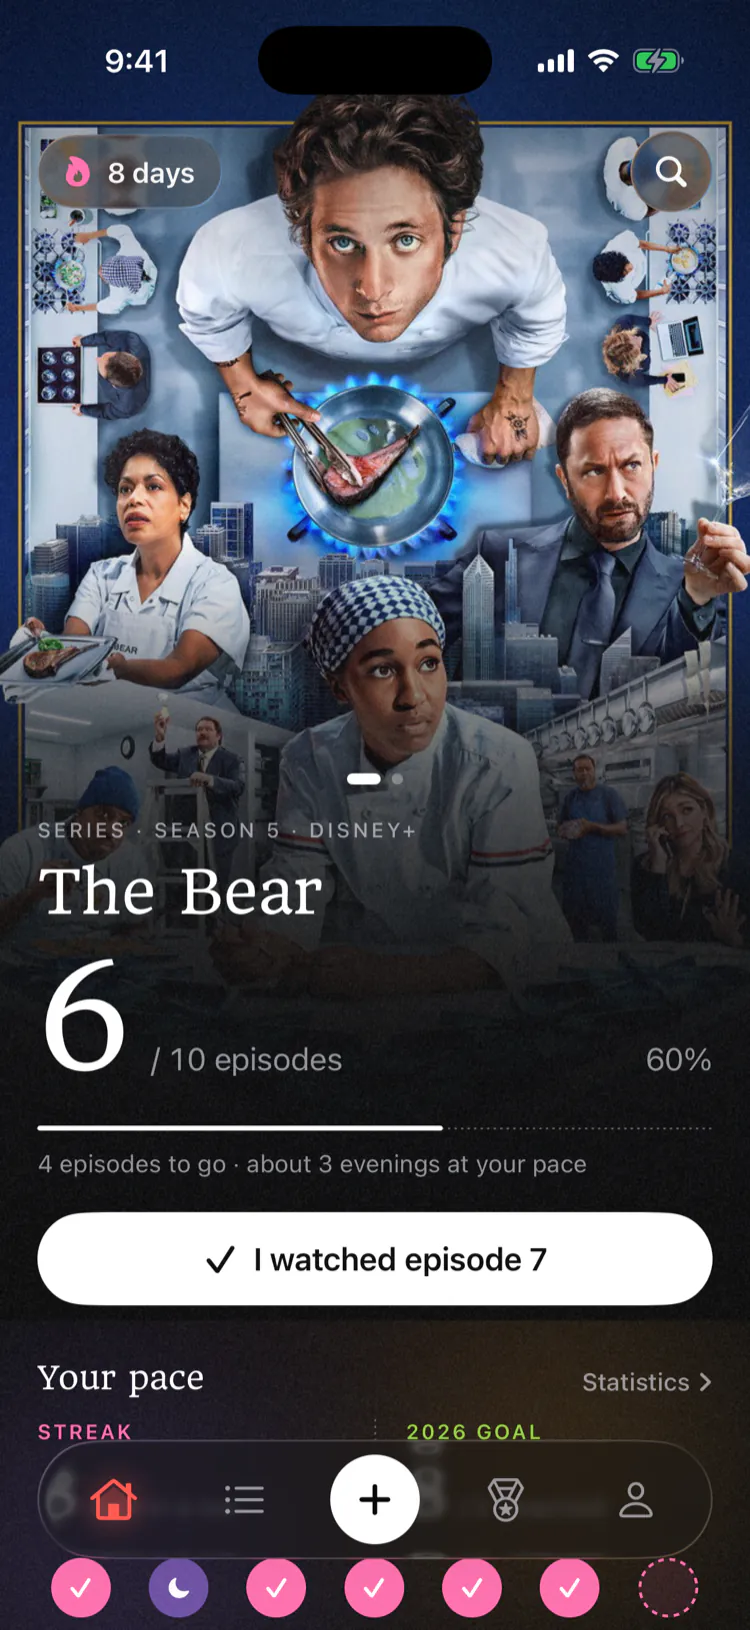 9:41
8 days
BEAR
SERIES · SEASON 5 · DISNEY+
The Bear
6 / 10 episodes
60%
4 episodes to go · about 3 evenings at your pace
I watched episode 7
Your pace
Statistics
STREAK
2026 GOAL